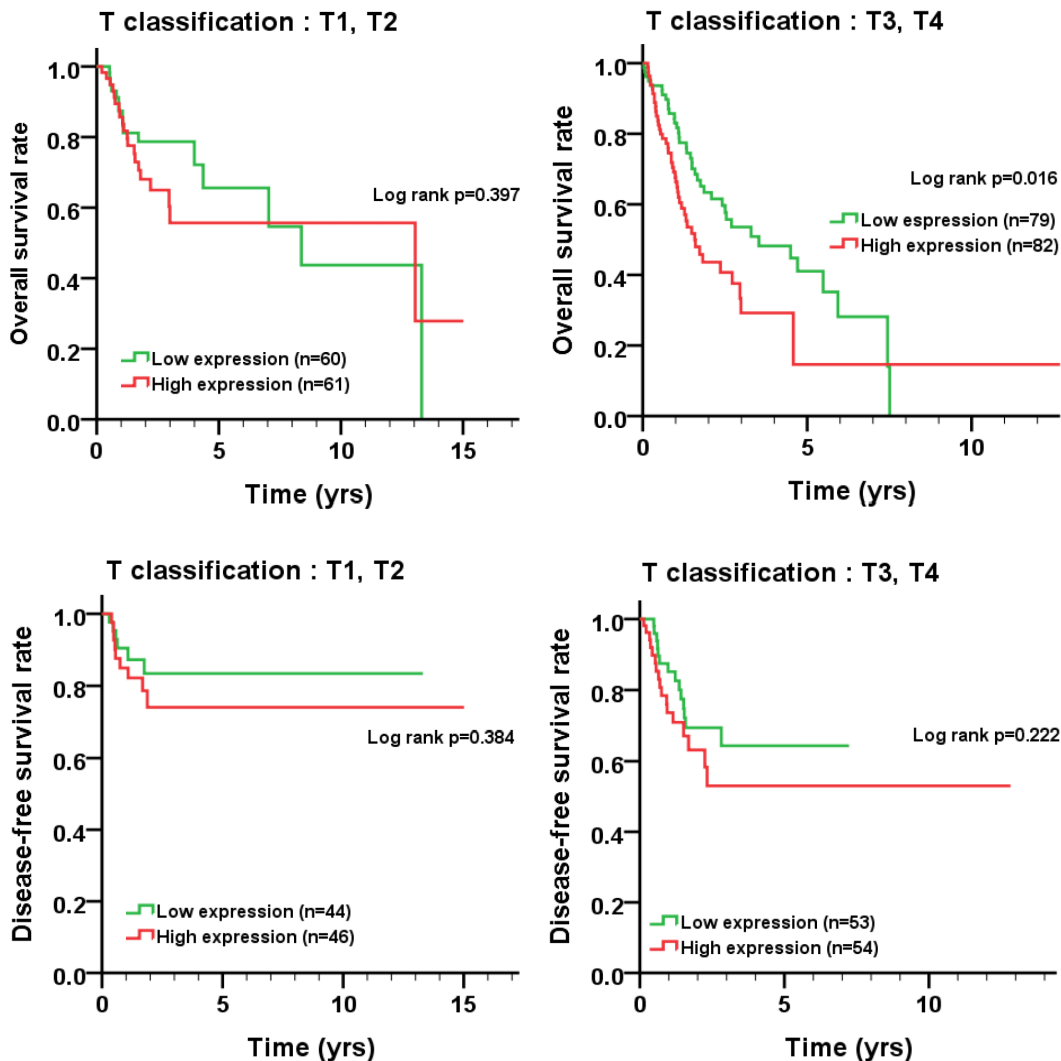 T classification : T1, T2
1.0
0.8
0.6
0.4
0.2
0.0
Overall survival rate
Log rank p=0.397
Low expression (n=60)
High expression (n=61)
0 5 10 15
Time (yrs)
T classification : T3, T4
1.0
0.8
0.6
0.4
0.2
0.0
Overall survival rate
Log rank p=0.016
Low espression (n=79)
High expression (n=82)
0 5 10
Time (yrs)
T classification : T1, T2
1.0
0.8
0.6
0.4
0.2
0.0
Disease-free survival rate
Log rank p=0.384
Low expression (n=44)
High expression (n=46)
0 5 10 15
Time (yrs)
T classification : T3, T4
1.0
0.8
0.6
0.4
0.2
0.0
Disease-free survival rate
Log rank p=0.222
Low expression (n=53)
High expression (n=54)
0 5 10
Time (yrs)